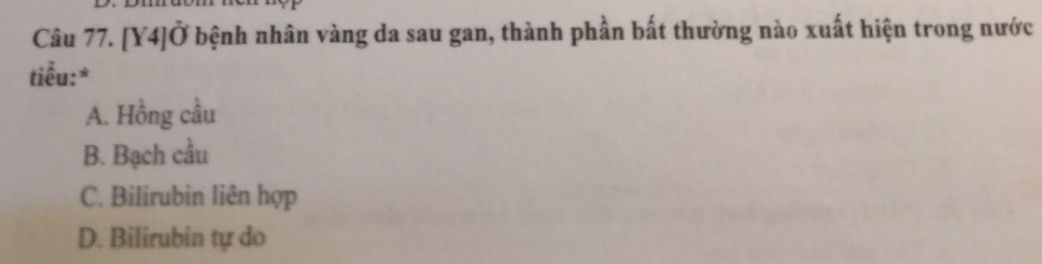 Câu 77. [Y4]Ở bệnh nhân vàng da sau gan, thành phần bất thường nào xuất hiện trong nước
tiểu:*
A. Hồng cầu
B. Bạch cầu
C. Bilirubin liên hợp
D. Bilirubin tự do